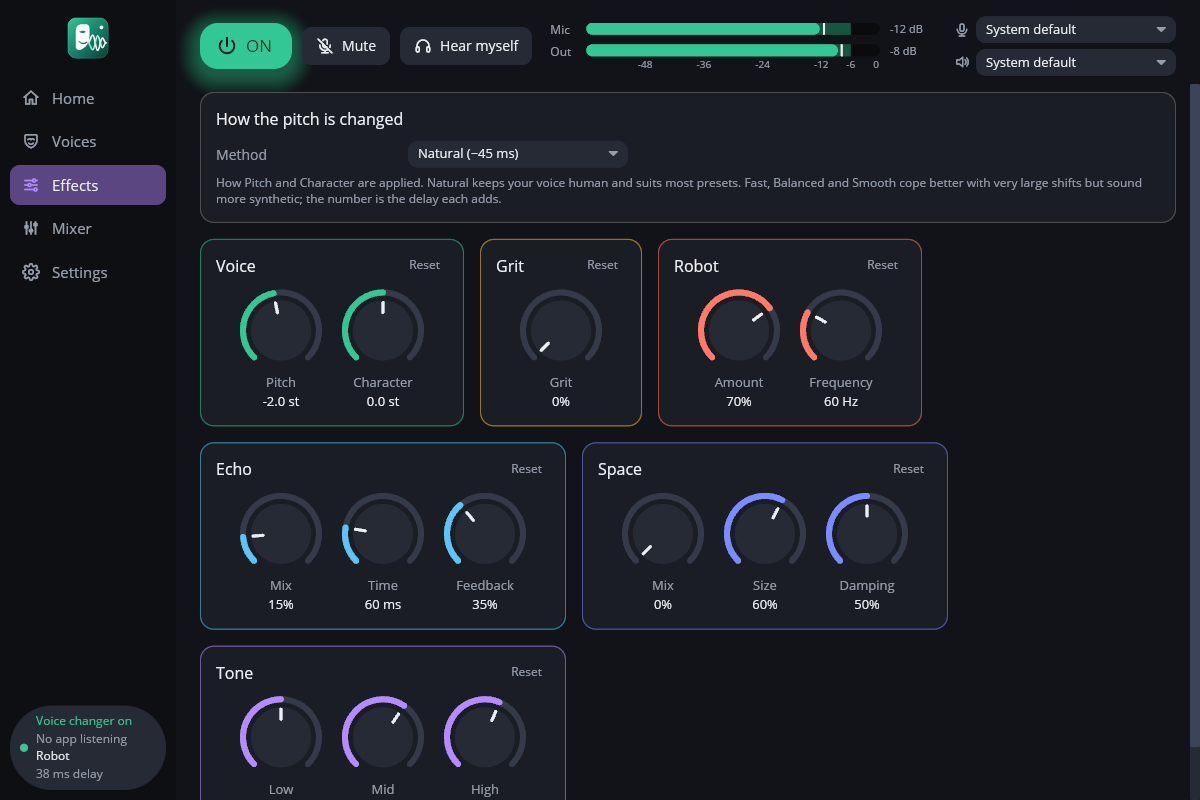 ON
Mute
Hear myself
Mic
-12 dB
Out
-8 dB
-48 -36 -24 -12 -6 0
System default
System default
Home
Voices
Effects
Mixer
Settings
How the pitch is changed
Method
Natural (~45 ms)
How Pitch and Character are applied. Natural keeps your voice human and suits most presets. Fast, Balanced and Smooth cope better with very large shifts but sound
more synthetic; the number is the delay each adds.
Voice Reset
Pitch Character
-2.0 st 0.0 st
Grit Reset
Grit
0%
Robot Reset
Amount Frequency
70% 60 Hz
Echo Reset
Mix Time Feedback
15% 60 ms 35%
Space Reset
Mix Size Damping
0% 60% 50%
Tone Reset
Low Mid High
Voice changer on
No app listening
Robot
38 ms delay